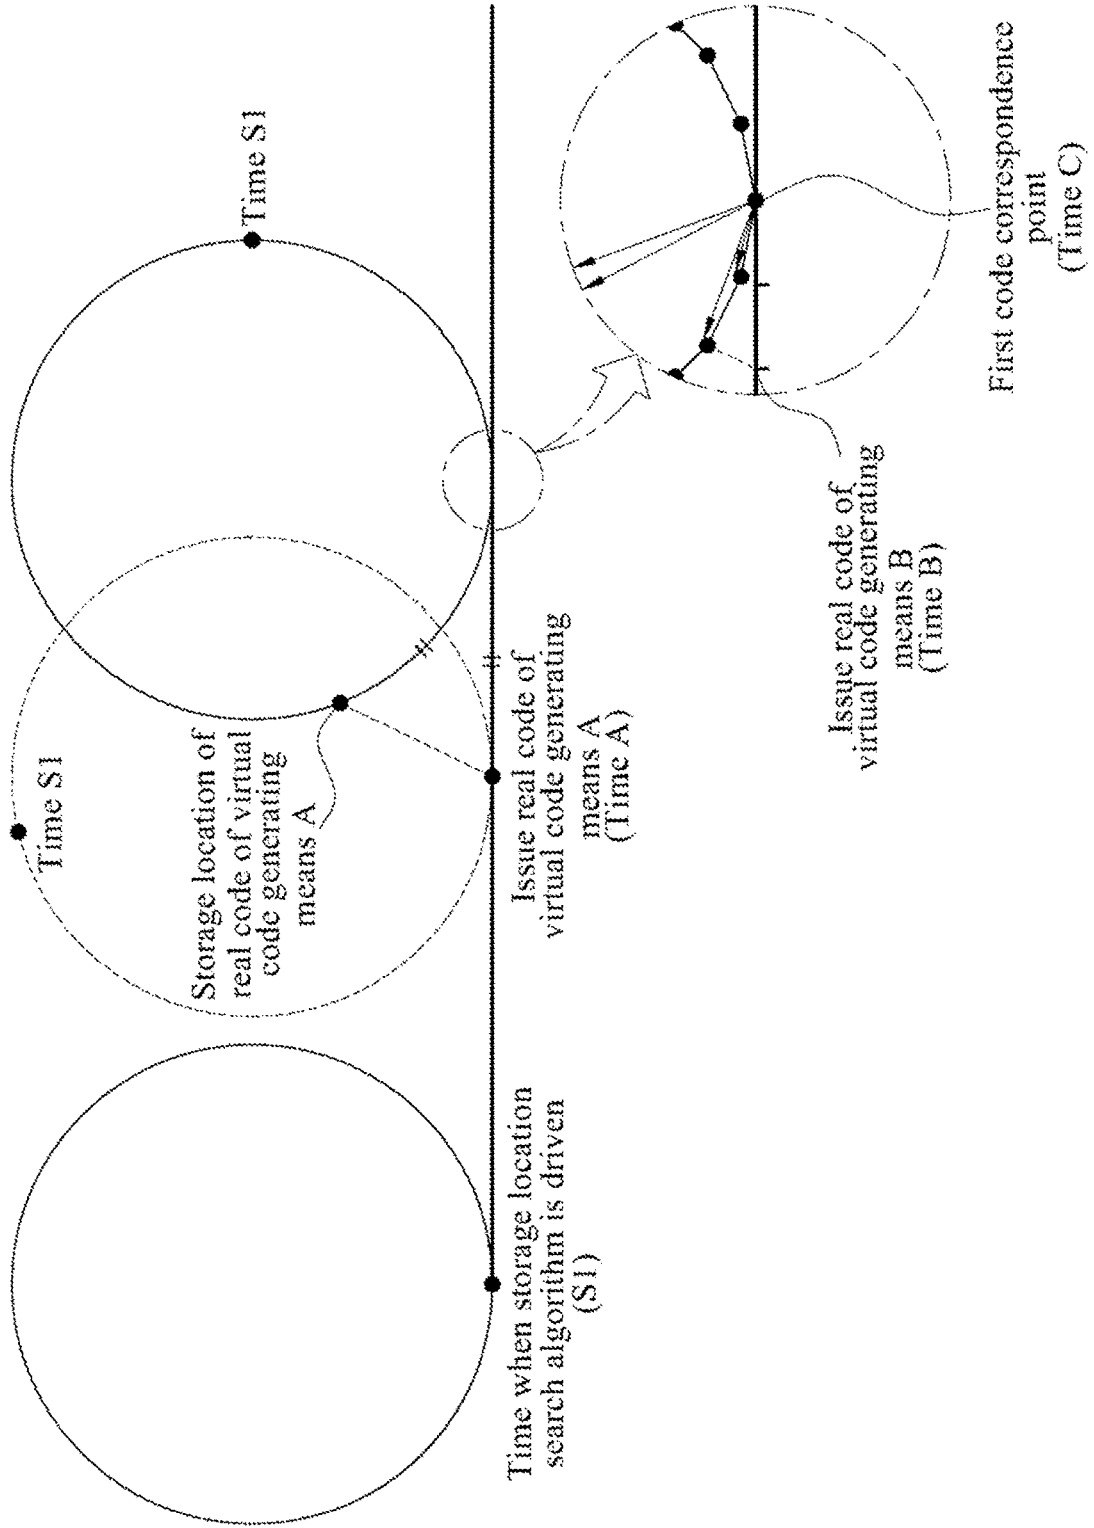 Time S1
Time S1
Storage location of
real code of virtual
code generating
means A
Time when storage location
search algorithm is driven
(S1)
Issue real code of
virtual code generating
means A
(Time A)
Issue real code of
virtual code generating
means B
(Time B)
First code correspondence
point
(Time C)